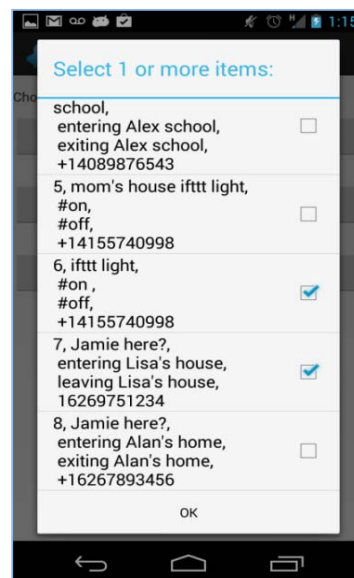 1:15
Select 1 or more items:
Cho
school,
entering Alex school,
exiting Alex school,
+14089876543
5, mom's house ifttt light,
#on,
#off,
+14155740998
6, ifttt light,
#on ,
#off,
+14155740998
7, Jamie here?,
entering Lisa's house,
leaving Lisa's house,
16269751234
8, Jamie here?,
entering Alan's home,
exiting Alan's home,
+16267893456
OK